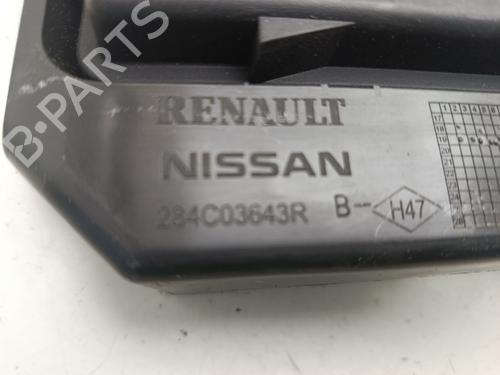 RENAULT
NISSAN
284C03643R B-- H47
B-PARTS